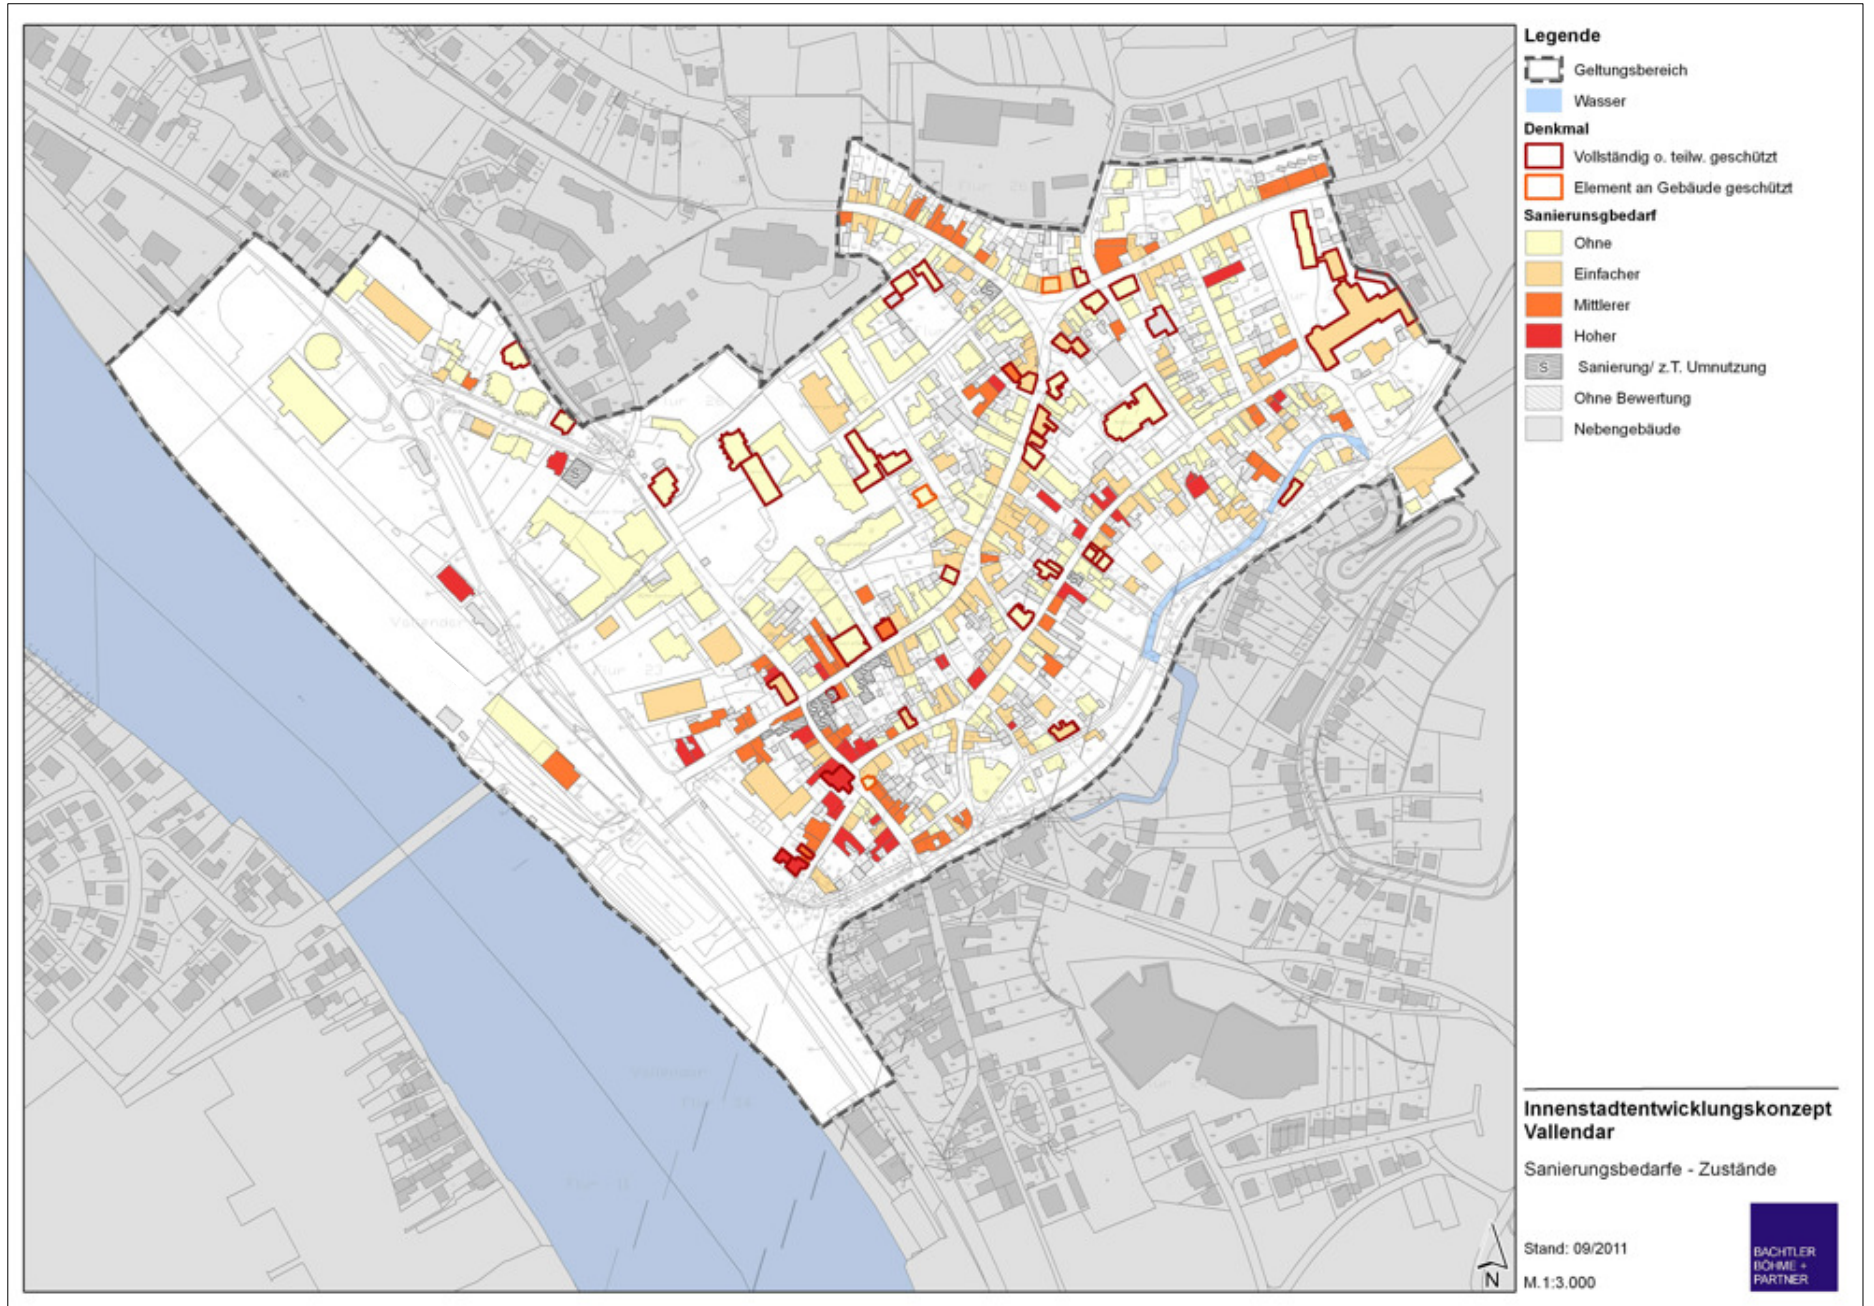 Legende
Geltungsbereich
Wasser
Denkmal
Vollständig o. teilw. geschützt
Element an Gebäude geschützt
Sanierunsgbedarf
Ohne
Einfacher
Mittlerer
Hoher
S Sanierung/ z.T. Umnutzung
Ohne Bewertung
Nebengebäude
Innenstadtentwicklungskonzept
Vallendar
Sanierungsbedarfe - Zustände
Stand: 09/2011
M.1:3.000
BACHTLER
BÖHME +
PARTNER
N